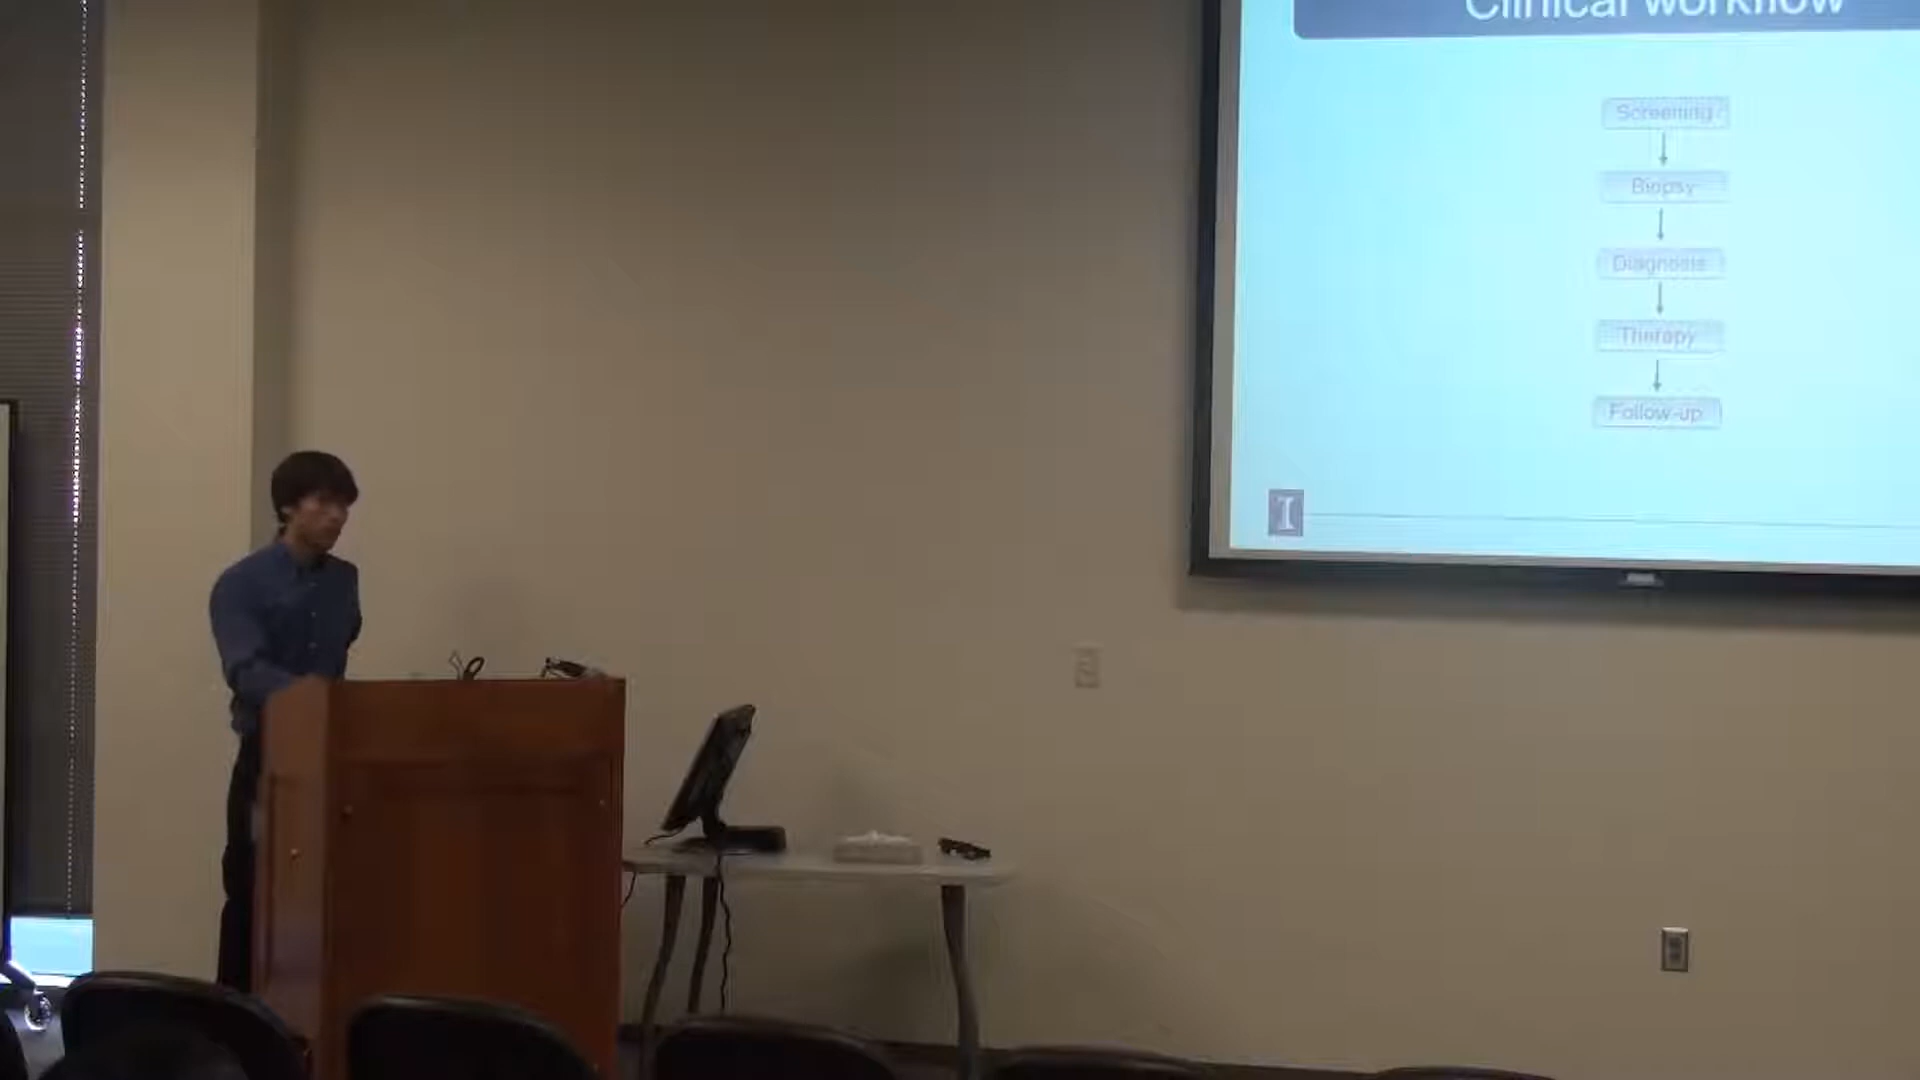 Clinical workflow
Screening
Biopsy
Diagnosis
Therapy
Follow-up
I